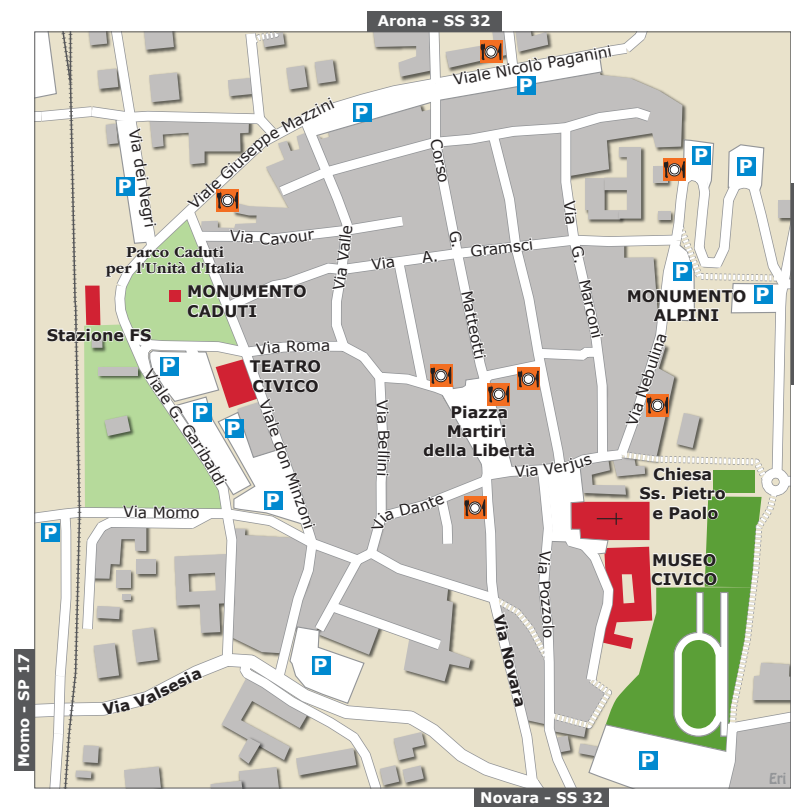 Arona - SS 32
Viale Nicolò Paganini
P
P
Viale Giuseppe Mazzini
Via dei Negri
Corso
G.
Matteotti
P
P
P
Via
G.
Marconi
Via Cavour
Via Valle
Via A. Gramsci
Parco Caduti
per l'Unità d'Italia
MONUMENTO
CADUTI
P
MONUMENTO
ALPINI
P
Stazione FS
Via Roma
TEATRO
CIVICO
P
P
P
Viale G. Garibaldi
Viale don Minzoni
Via Bellini
Via Nebulina
Piazza
Martiri
della Libertà
Via Verjus
Chiesa
Ss. Pietro
e Paolo
Via Momo
P
P
Via Dante
MUSEO
CIVICO
Via Pozzolo
Via Novara
P
Via Valsesia
Momo - SP 17
P
Eri
Novara - SS 32